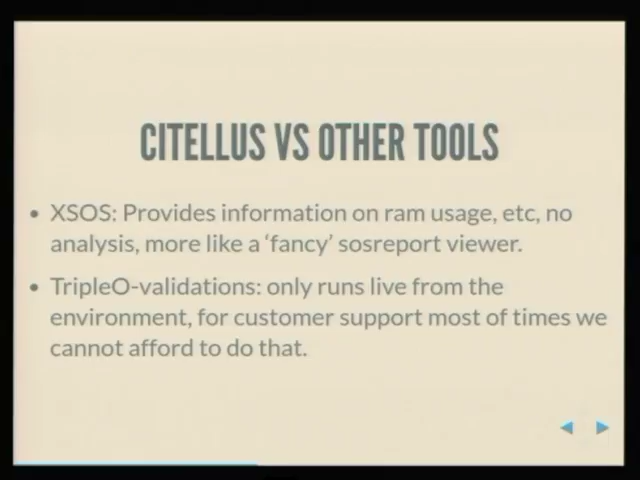 CITELLUS VS OTHER TOOLS
• XSOS: Provides information on ram usage, etc, no
analysis, more like a ‘fancy’ sosreport viewer.
• TripleO-validations: only runs live from the
environment, for customer support most of times we
cannot afford to do that.